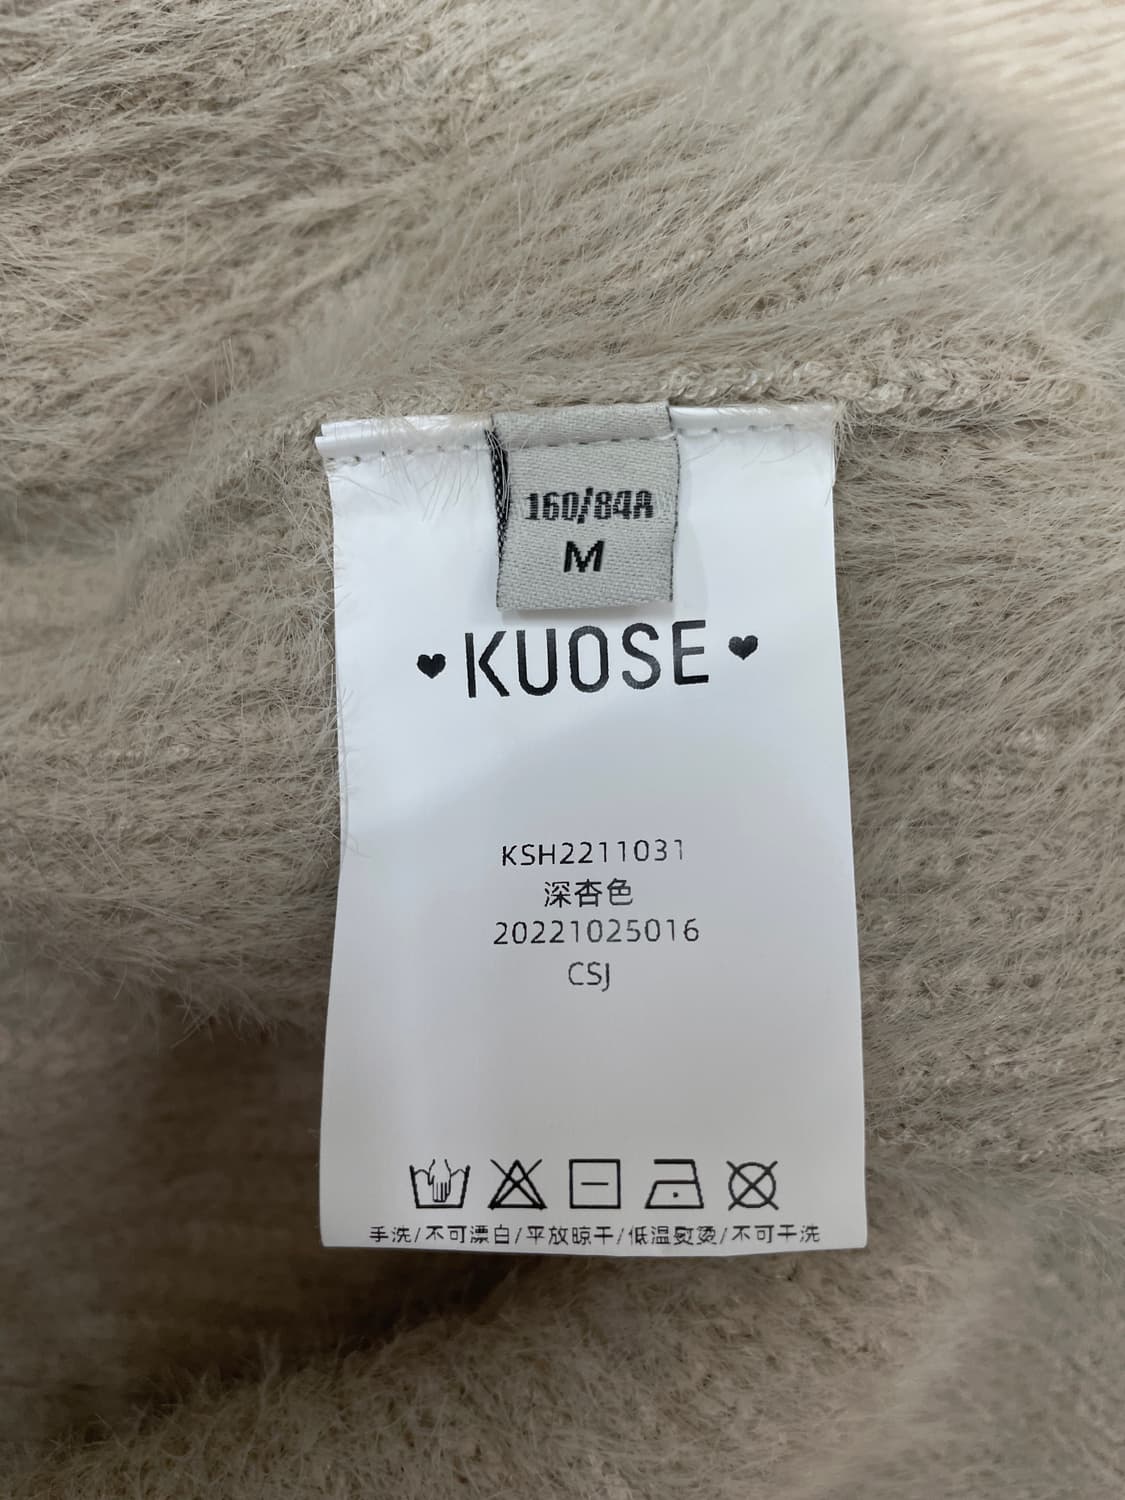 160/84A
M
KUOSE
KSH2211031
深杏色
20221025016
CSJ
手洗/不可漂白/平放晾干/低温熨烫/不可干洗